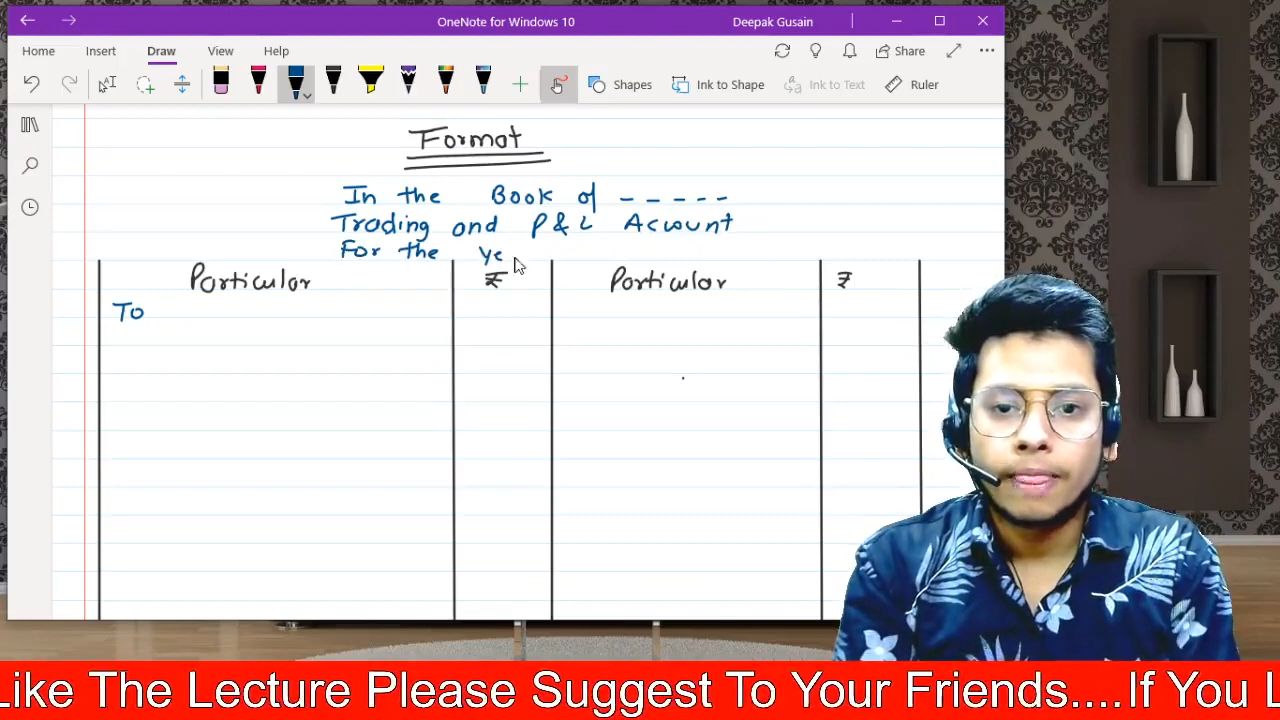 OneNote for Windows 10
Deepak Gusain
Home Insert Draw View Help
Share
Shapes Ink to Shape Ink to Text Ruler
Format
In the Book of -----
Trading and P & L Account
For the Ye
Particular ₹ Particular ₹
To
Like The Lecture Please Suggest To Your Friends....If You L